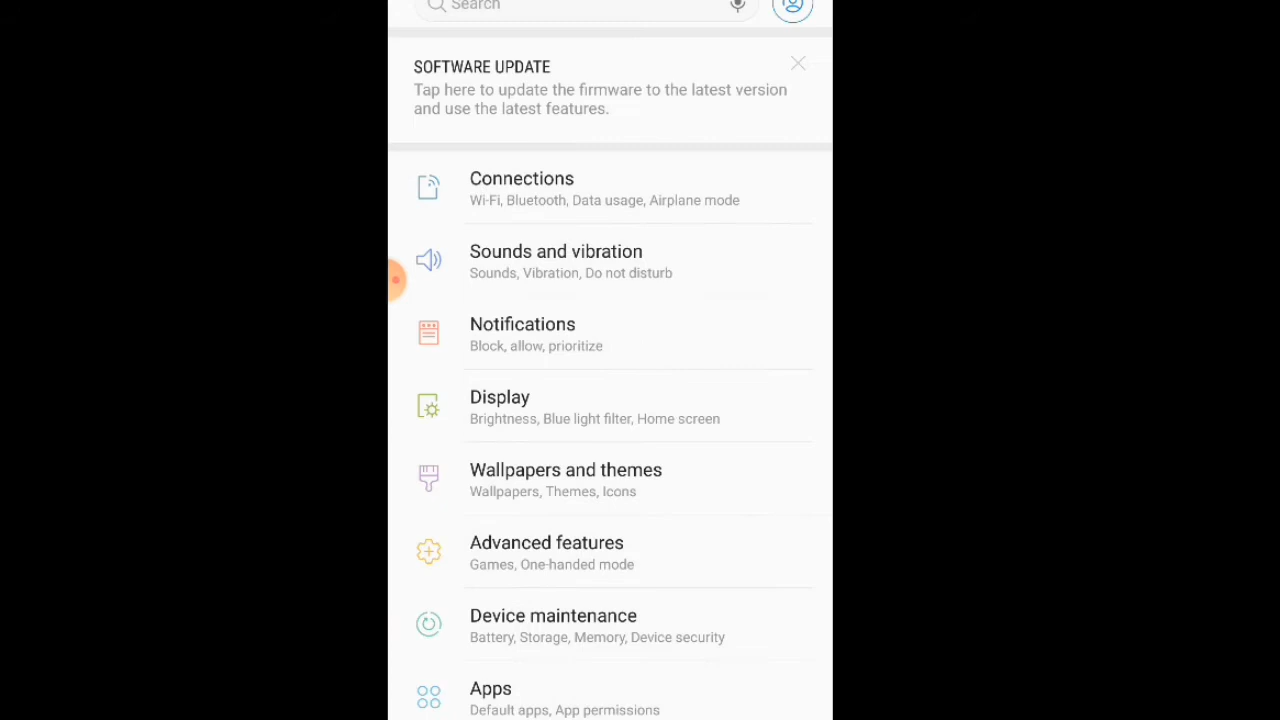 Search
SOFTWARE UPDATE
Tap here to update the firmware to the latest version
and use the latest features.
Connections
Wi-Fi, Bluetooth, Data usage, Airplane mode
Sounds and vibration
Sounds, Vibration, Do not disturb
Notifications
Block, allow, prioritize
Display
Brightness, Blue light filter, Home screen
Wallpapers and themes
Wallpapers, Themes, Icons
Advanced features
Games, One-handed mode
Device maintenance
Battery, Storage, Memory, Device security
Apps
Default apps, App permissions